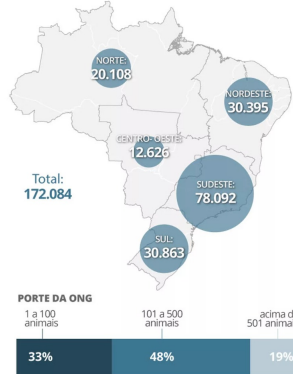 NORTE:
20.108
NORDESTE:
30.395
CENTRO-OESTE:
12.626
Total:
172.084
SUDESTE:
78.092
SUL:
30.863
PORTE DA ONG
1 a 100
animais
101 a 500
animais
acima d
501 animai
33%
48%
19%